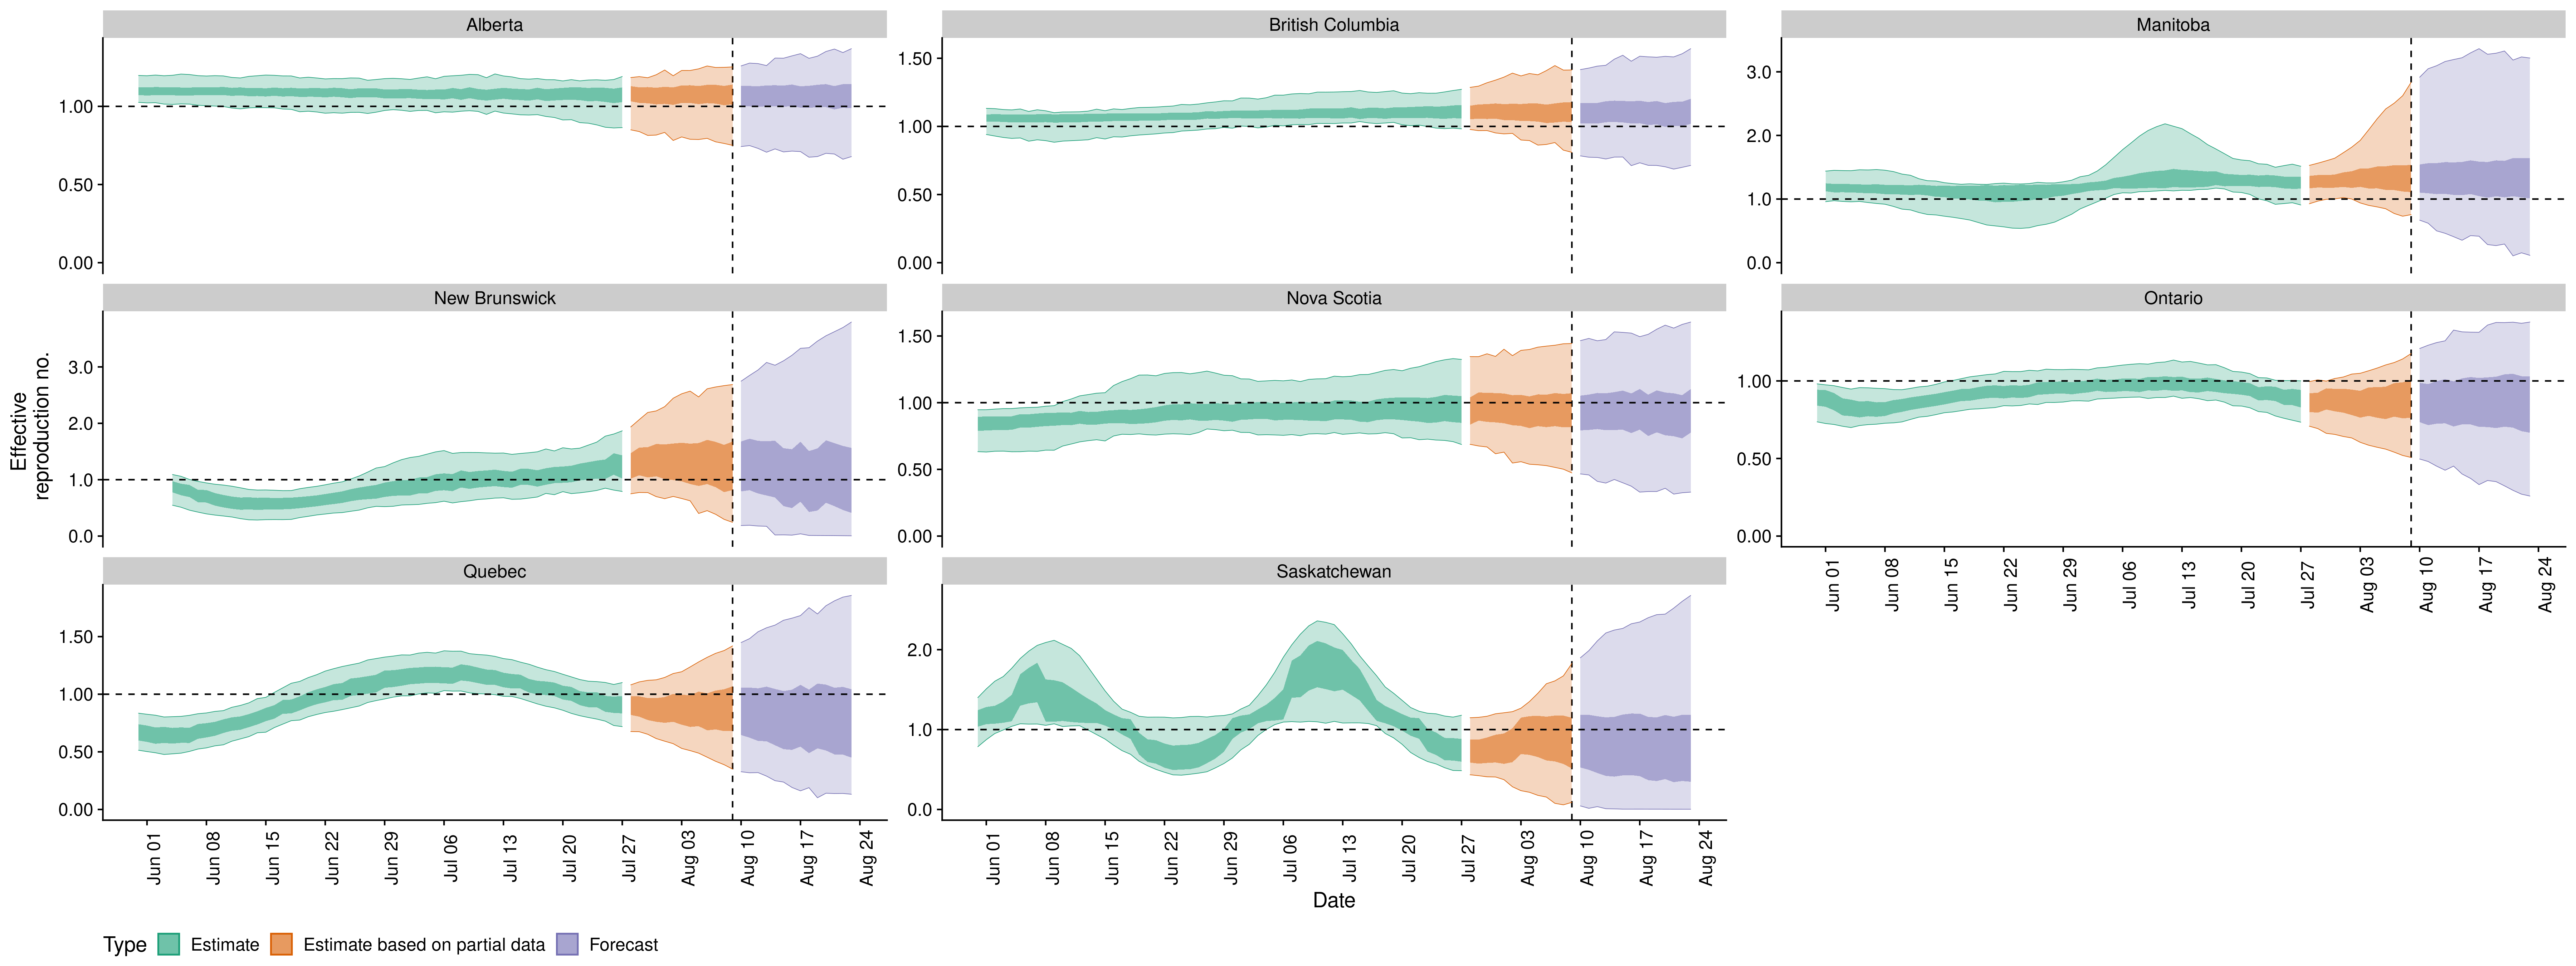 Alberta
British Columbia
Manitoba
1.00
0.50
0.00
1.50
1.00
0.50
0.00
3.0
2.0
1.0
0.0
New Brunswick
Nova Scotia
Ontario
3.0
2.0
1.0
0.0
1.50
1.00
0.50
0.00
1.00
0.50
0.00
Jun 01
Jun 08
Jun 15
Jun 22
Jun 29
Jul 06
Jul 13
Jul 20
Jul 27
Aug 03
Aug 10
Aug 17
Aug 24
Effective
reproduction no.
Quebec
Saskatchewan
1.50
1.00
0.50
0.00
2.0
1.0
0.0
Jun 01
Jun 08
Jun 15
Jun 22
Jun 29
Jul 06
Jul 13
Jul 20
Jul 27
Aug 03
Aug 10
Aug 17
Aug 24
Jun 01
Jun 08
Jun 15
Jun 22
Jun 29
Jul 06
Jul 13
Jul 20
Jul 27
Aug 03
Aug 10
Aug 17
Aug 24
Date
Type Estimate Estimate based on partial data Forecast